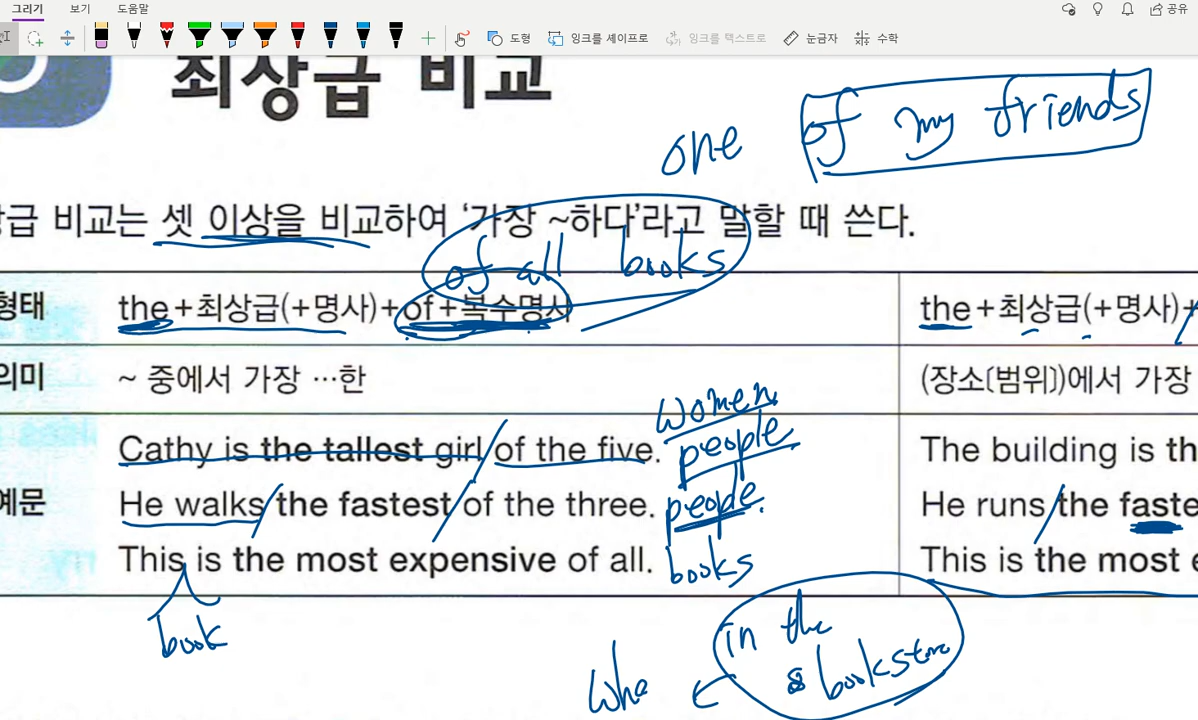 그리기 보기 도움말 공유
도형 잉크를 셰이프로 잉크를 텍스트로 눈금자 수학
최상급 비교
one of my friends
상급 비교는 셋 이상을 비교하여 '가장 ~하다'라고 말할 때 쓴다.
of all books
형태 the+최상급(+명사)+of+복수명사 the+최상급(+명사)+
의미 ~ 중에서 가장 …한 (장소[범위])에서 가장
women
예문 Cathy is the tallest girl of the five. people The building is th
He walks the fastest of the three. people. He runs the faste
This is the most expensive of all. books This is the most e
book
in the
bookstore